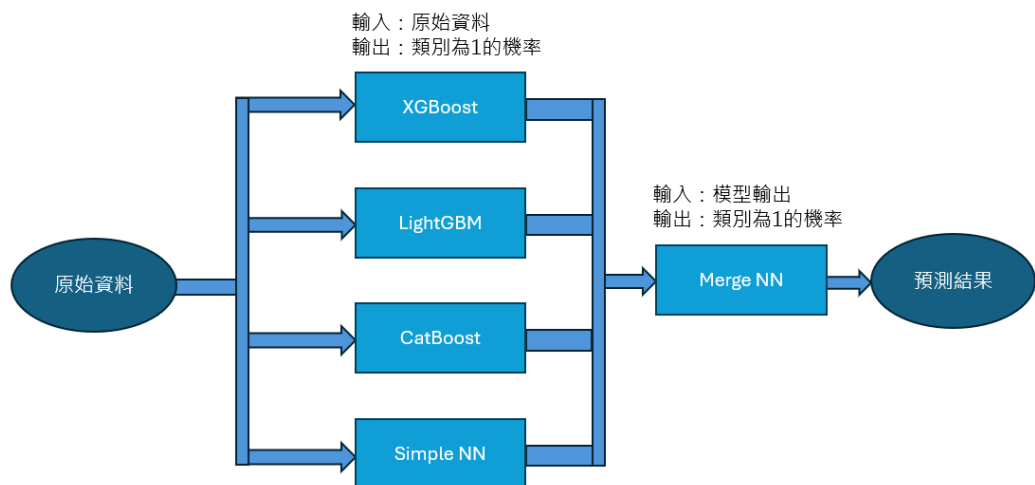 輸入：原始資料
輸出：類別為1的機率
XGBoost
LightGBM
CatBoost
Simple NN
原始資料
輸入：模型輸出
輸出：類別為1的機率
Merge NN
預測結果